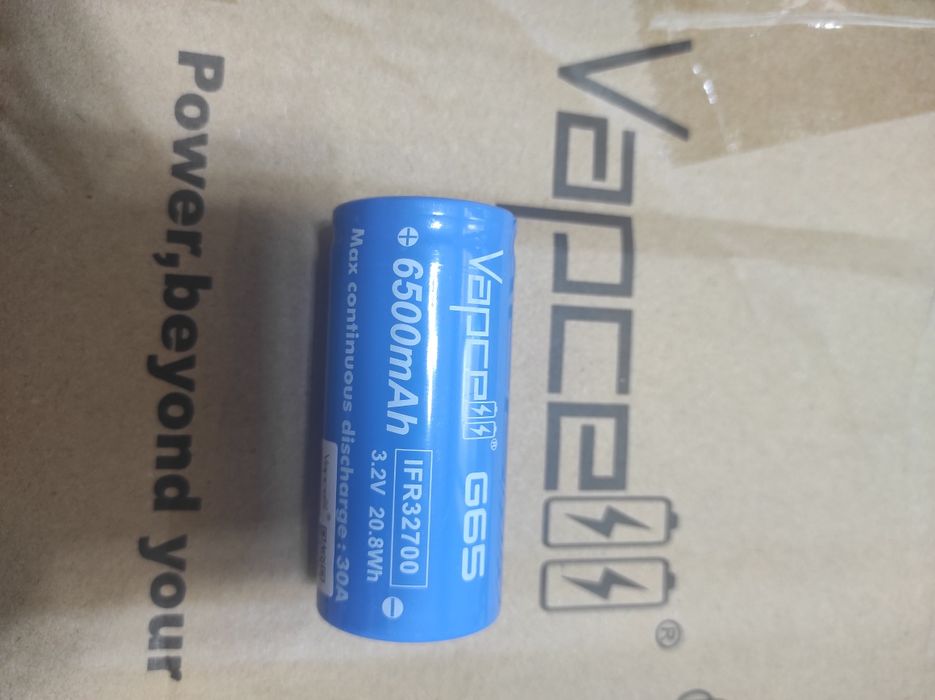 Vapcell
Power,beyond your
Vapcell® G65
⊕ 6500mAh
IFR32700
3.2V 20.8Wh
⊖
Max continuous discharge : 30A